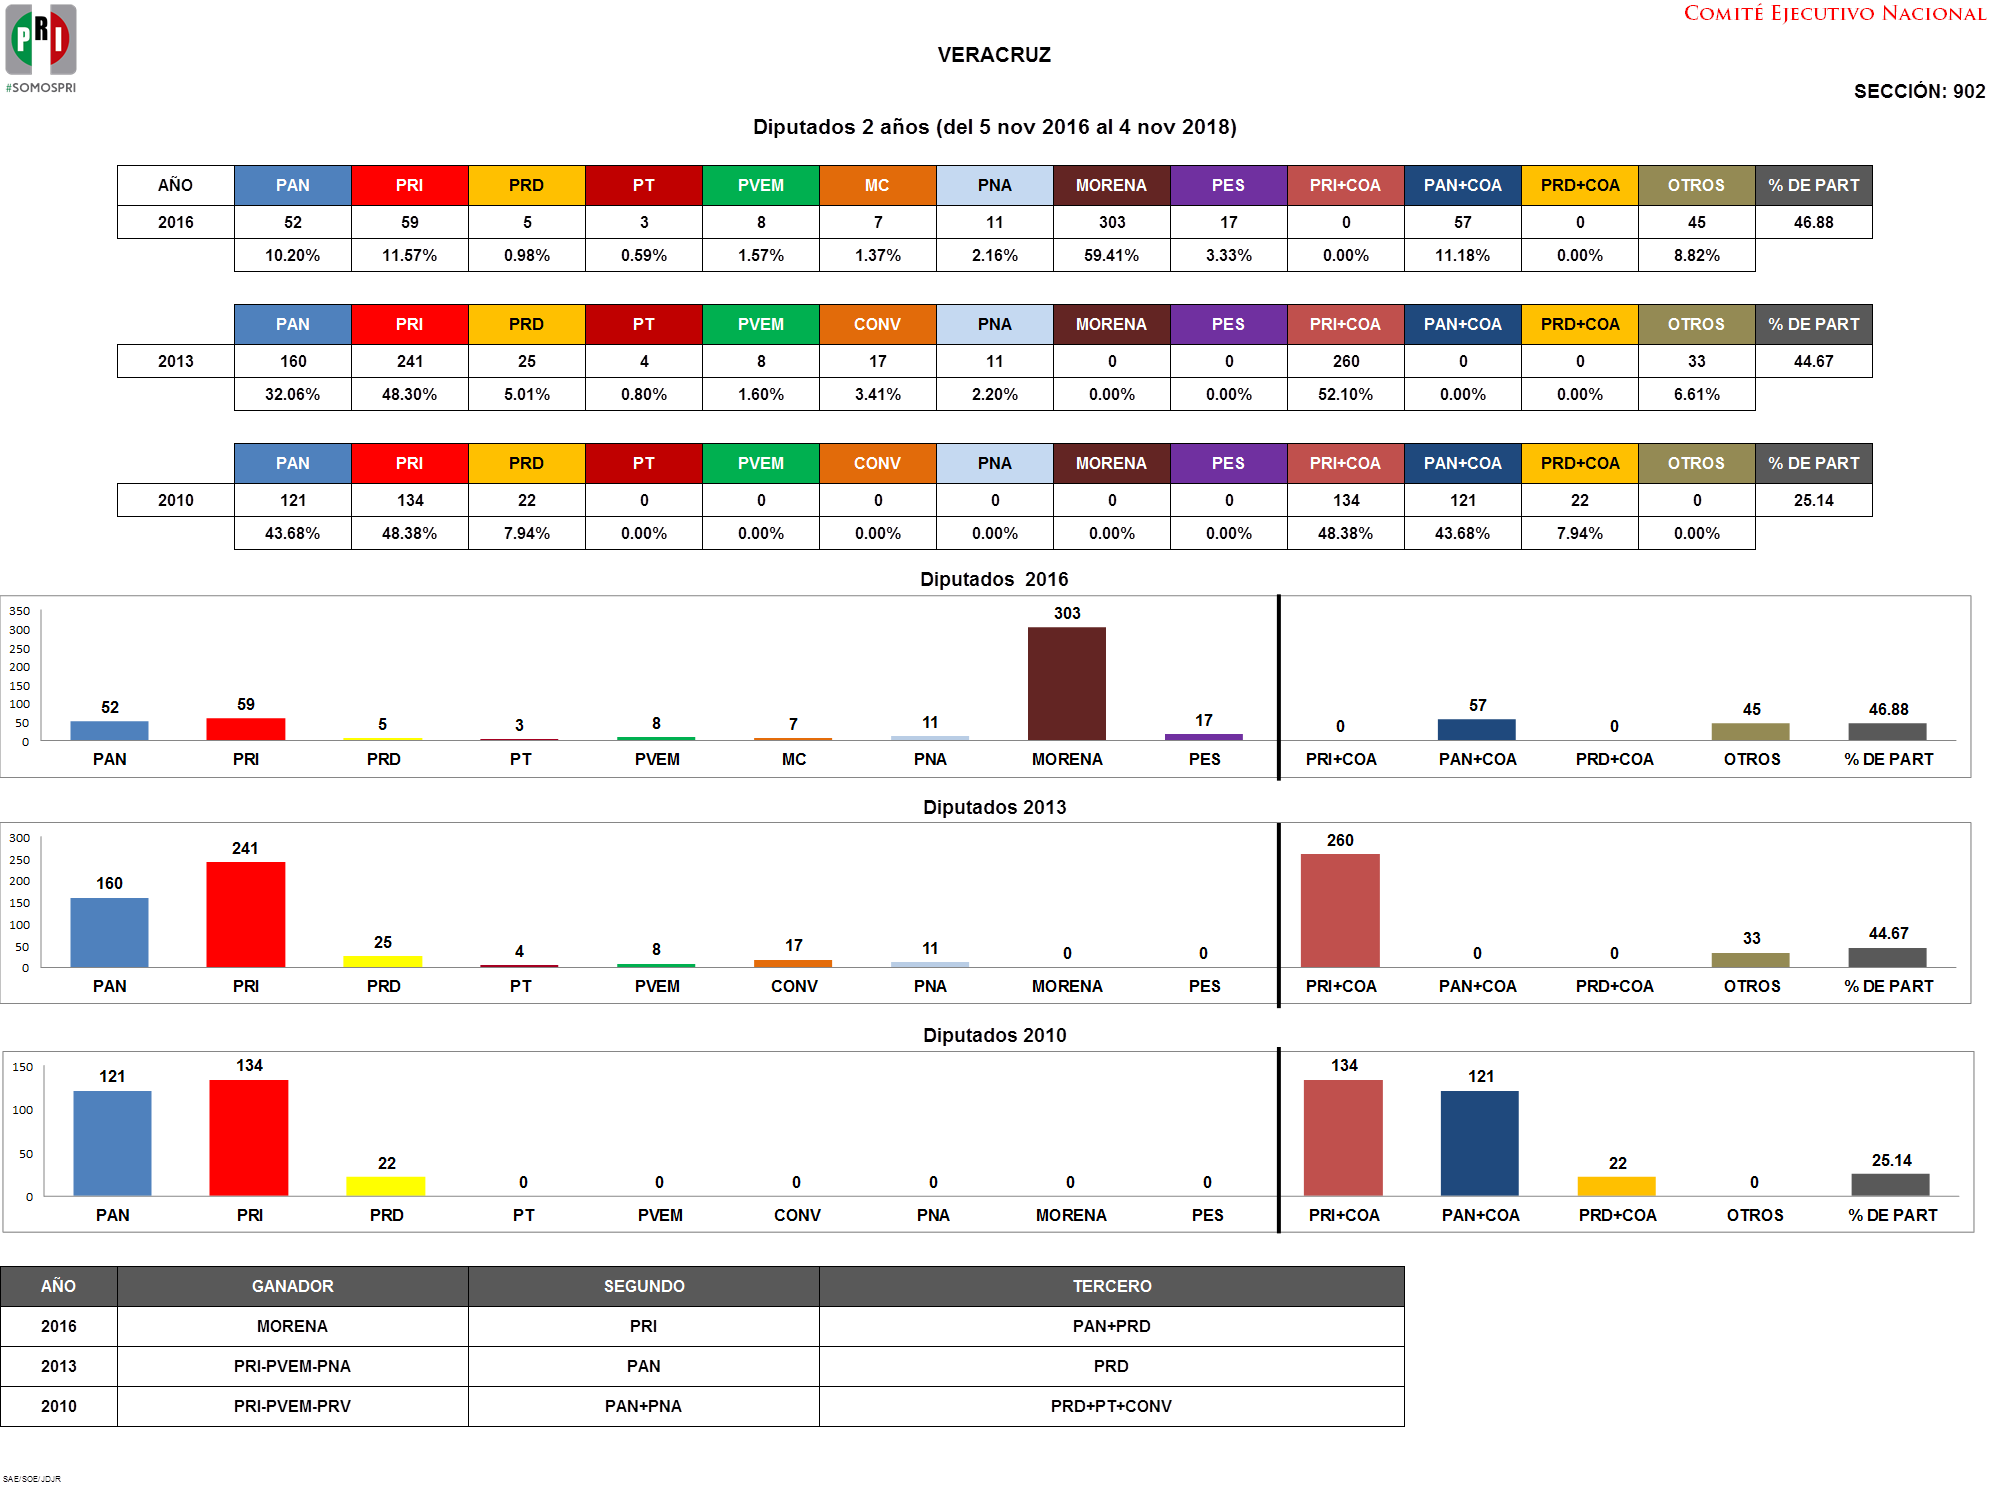 PRI
#SOMOSPRI
COMITÉ EJECUTIVO NACIONAL
VERACRUZ
SECCIÓN: 902
Diputados 2 años (del 5 nov 2016 al 4 nov 2018)
AÑO PAN PRI PRD PT PVEM MC PNA MORENA PES PRI+COA PAN+COA PRD+COA OTROS % DE PART
2016 52 59 5 3 8 7 11 303 17 0 57 0 45 46.88
10.20% 11.57% 0.98% 0.59% 1.57% 1.37% 2.16% 59.41% 3.33% 0.00% 11.18% 0.00% 8.82%
PAN PRI PRD PT PVEM CONV PNA MORENA PES PRI+COA PAN+COA PRD+COA OTROS % DE PART
2013 160 241 25 4 8 17 11 0 0 260 0 0 33 44.67
32.06% 48.30% 5.01% 0.80% 1.60% 3.41% 2.20% 0.00% 0.00% 52.10% 0.00% 0.00% 6.61%
PAN PRI PRD PT PVEM CONV PNA MORENA PES PRI+COA PAN+COA PRD+COA OTROS % DE PART
2010 121 134 22 0 0 0 0 0 0 134 121 22 0 25.14
43.68% 48.38% 7.94% 0.00% 0.00% 0.00% 0.00% 0.00% 0.00% 48.38% 43.68% 7.94% 0.00%
Diputados 2016
350
300
250
200
150
100
50
0
52 59 5 3 8 7 11 303 17 0 57 0 45 46.88
PAN PRI PRD PT PVEM MC PNA MORENA PES PRI+COA PAN+COA PRD+COA OTROS % DE PART
Diputados 2013
300
250
200
150
100
50
0
160 241 25 4 8 17 11 0 0 260 0 0 33 44.67
PAN PRI PRD PT PVEM CONV PNA MORENA PES PRI+COA PAN+COA PRD+COA OTROS % DE PART
Diputados 2010
150
100
50
0
121 134 22 0 0 0 0 0 0 134 121 22 0 25.14
PAN PRI PRD PT PVEM CONV PNA MORENA PES PRI+COA PAN+COA PRD+COA OTROS % DE PART
AÑO GANADOR SEGUNDO TERCERO
2016 MORENA PRI PAN+PRD
2013 PRI-PVEM-PNA PAN PRD
2010 PRI-PVEM-PRV PAN+PNA PRD+PT+CONV
SAE/SOE/JDJR